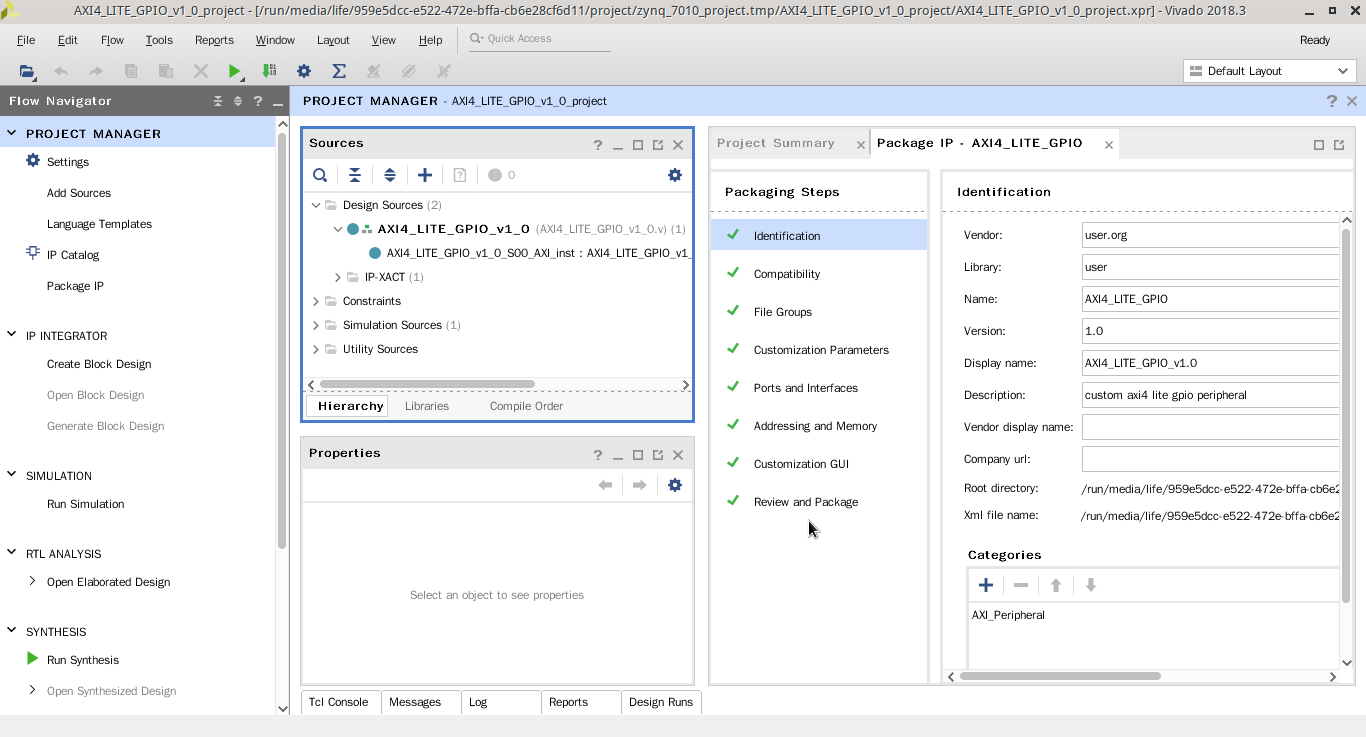 AXI4_LITE_GPIO_v1_0_project - [/run/media/life/959e5dcc-e522-472e-bffa-cb6e28cf6d11/project/zynq_7010_project.tmp/AXI4_LITE_GPIO_v1_0_project/AXI4_LITE_GPIO_v1_0_project.xpr] - Vivado 2018.3
File Edit Flow Tools Reports Window Layout View Help Quick Access Ready
Default Layout
Flow Navigator
PROJECT MANAGER
Settings
Add Sources
Language Templates
IP Catalog
Package IP
IP INTEGRATOR
Create Block Design
Open Block Design
Generate Block Design
SIMULATION
Run Simulation
RTL ANALYSIS
Open Elaborated Design
SYNTHESIS
Run Synthesis
Open Synthesized Design
PROJECT MANAGER - AXI4_LITE_GPIO_v1_0_project
Sources
0
Design Sources (2)
AXI4_LITE_GPIO_v1_0 (AXI4_LITE_GPIO_v1_0.v) (1)
AXI4_LITE_GPIO_v1_0_S00_AXI_inst : AXI4_LITE_GPIO_v1_
IP-XACT (1)
Constraints
Simulation Sources (1)
Utility Sources
Hierarchy Libraries Compile Order
Properties
Select an object to see properties
Tcl Console Messages Log Reports Design Runs
Project Summary Package IP - AXI4_LITE_GPIO
Packaging Steps
Identification
Compatibility
File Groups
Customization Parameters
Ports and Interfaces
Addressing and Memory
Customization GUI
Review and Package
Identification
Vendor: user.org
Library: user
Name: AXI4_LITE_GPIO
Version: 1.0
Display name: AXI4_LITE_GPIO_v1.0
Description: custom axi4 lite gpio peripheral
Vendor display name:
Company url:
Root directory: /run/media/life/959e5dcc-e522-472e-bffa-cb6e2
Xml file name: /run/media/life/959e5dcc-e522-472e-bffa-cb6e2
Categories
AXI_Peripheral